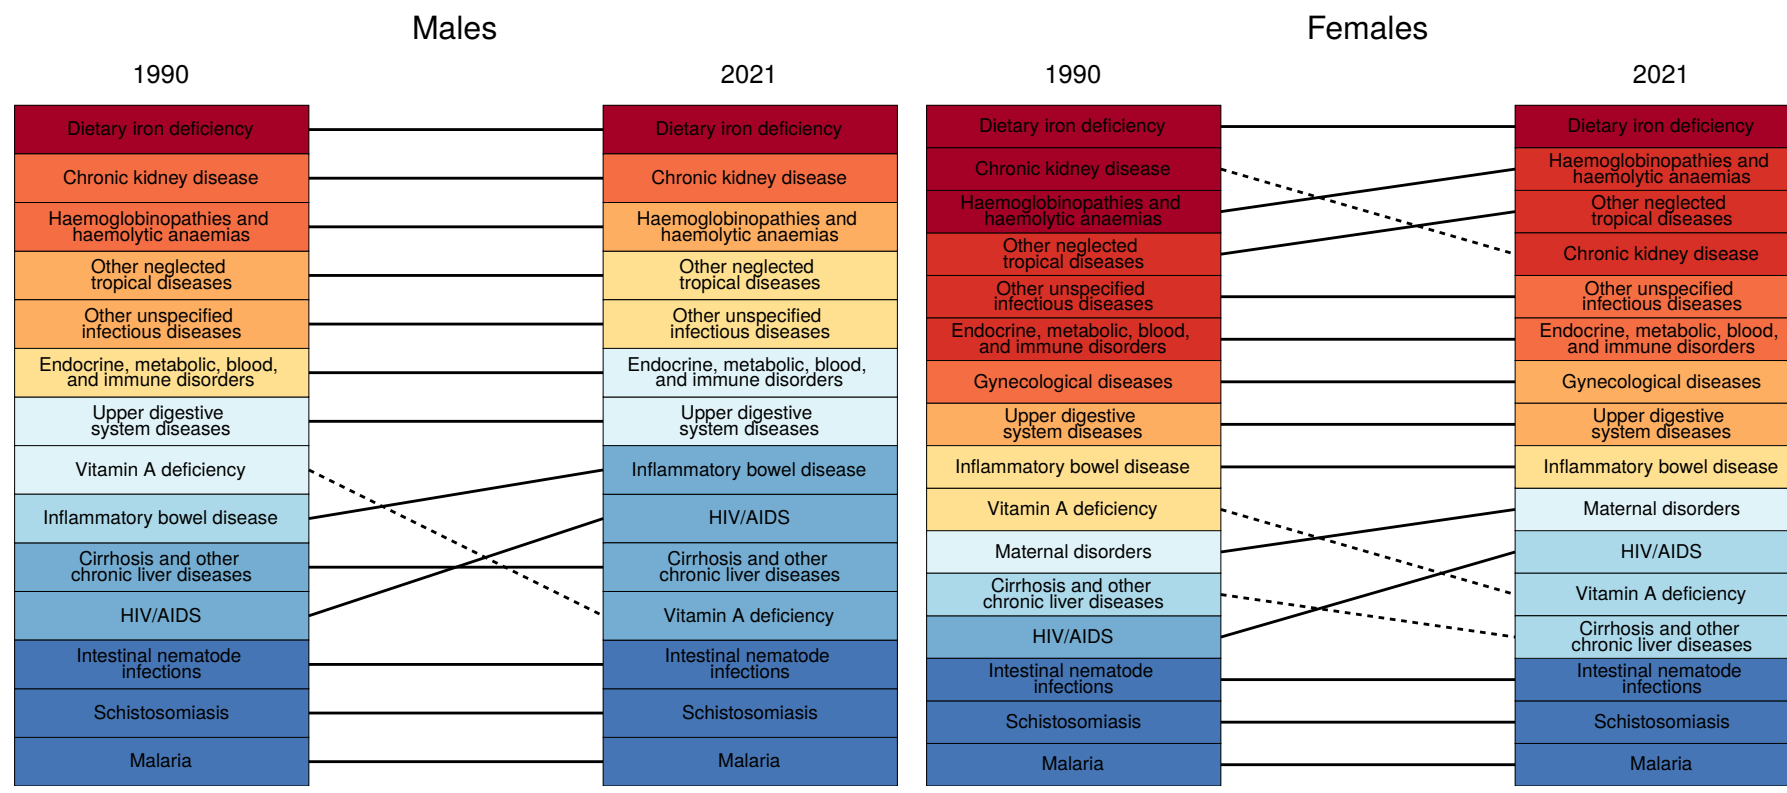 Males
1990
2021
Dietary iron deficiency
Chronic kidney disease
Haemoglobinopathies and
haemolytic anaemias
Other neglected
tropical diseases
Other unspecified
infectious diseases
Endocrine, metabolic, blood,
and immune disorders
Upper digestive
system diseases
Vitamin A deficiency
Inflammatory bowel disease
Cirrhosis and other
chronic liver diseases
HIV/AIDS
Intestinal nematode
infections
Schistosomiasis
Malaria
Dietary iron deficiency
Chronic kidney disease
Haemoglobinopathies and
haemolytic anaemias
Other neglected
tropical diseases
Other unspecified
infectious diseases
Endocrine, metabolic, blood,
and immune disorders
Upper digestive
system diseases
Inflammatory bowel disease
HIV/AIDS
Cirrhosis and other
chronic liver diseases
Vitamin A deficiency
Intestinal nematode
infections
Schistosomiasis
Malaria
Females
1990
2021
Dietary iron deficiency
Chronic kidney disease
Haemoglobinopathies and
haemolytic anaemias
Other neglected
tropical diseases
Other unspecified
infectious diseases
Endocrine, metabolic, blood,
and immune disorders
Gynecological diseases
Upper digestive
system diseases
Inflammatory bowel disease
Vitamin A deficiency
Maternal disorders
Cirrhosis and other
chronic liver diseases
HIV/AIDS
Intestinal nematode
infections
Schistosomiasis
Malaria
Dietary iron deficiency
Haemoglobinopathies and
haemolytic anaemias
Other neglected
tropical diseases
Chronic kidney disease
Other unspecified
infectious diseases
Endocrine, metabolic, blood,
and immune disorders
Gynecological diseases
Upper digestive
system diseases
Inflammatory bowel disease
Maternal disorders
HIV/AIDS
Vitamin A deficiency
Cirrhosis and other
chronic liver diseases
Intestinal nematode
infections
Schistosomiasis
Malaria